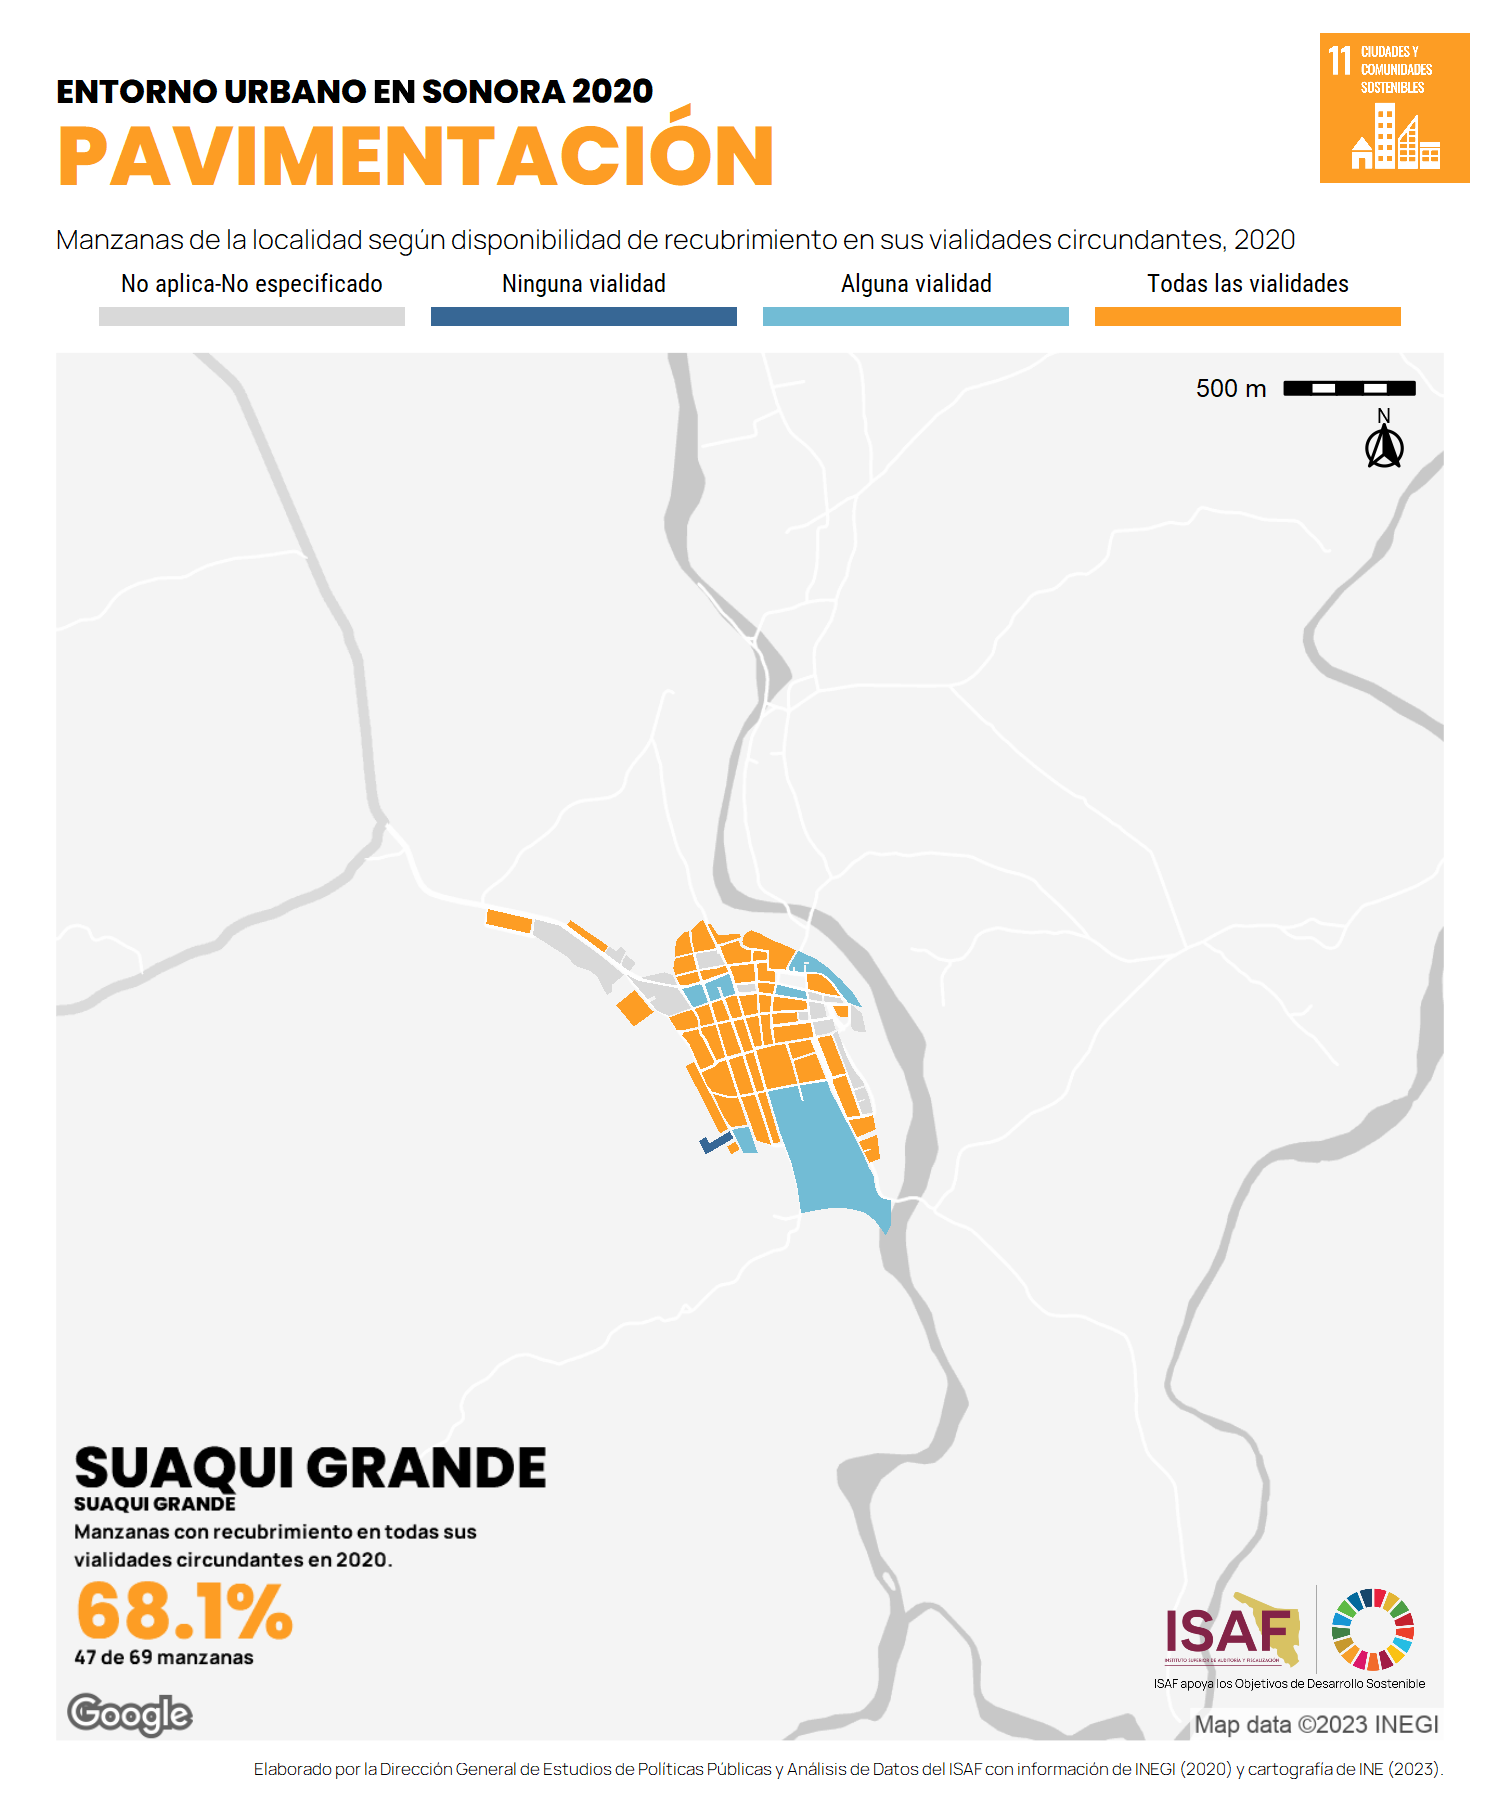 11 CIUDADES Y
COMUNIDADES
SOSTENIBLES
ENTORNO URBANO EN SONORA 2020
PAVIMENTACIÓN
Manzanas de la localidad según disponibilidad de recubrimiento en sus vialidades circundantes, 2020
No aplica-No especificado
Ninguna vialidad
Alguna vialidad
Todas las vialidades
500 m
N
SUAQUI GRANDE
SUAQUI GRANDE
Manzanas con recubrimiento en todas sus
vialidades circundantes en 2020.
68.1%
47 de 69 manzanas
ISAF
INSTITUTO SUPERIOR DE AUDITORÍA Y FISCALIZACIÓN
ISAF apoya los Objetivos de Desarrollo Sostenible
Google
Map data ©2023 INEGI
Elaborado por la Dirección General de Estudios de Políticas Públicas y Análisis de Datos del ISAF con información de INEGI (2020) y cartografía de INE (2023).